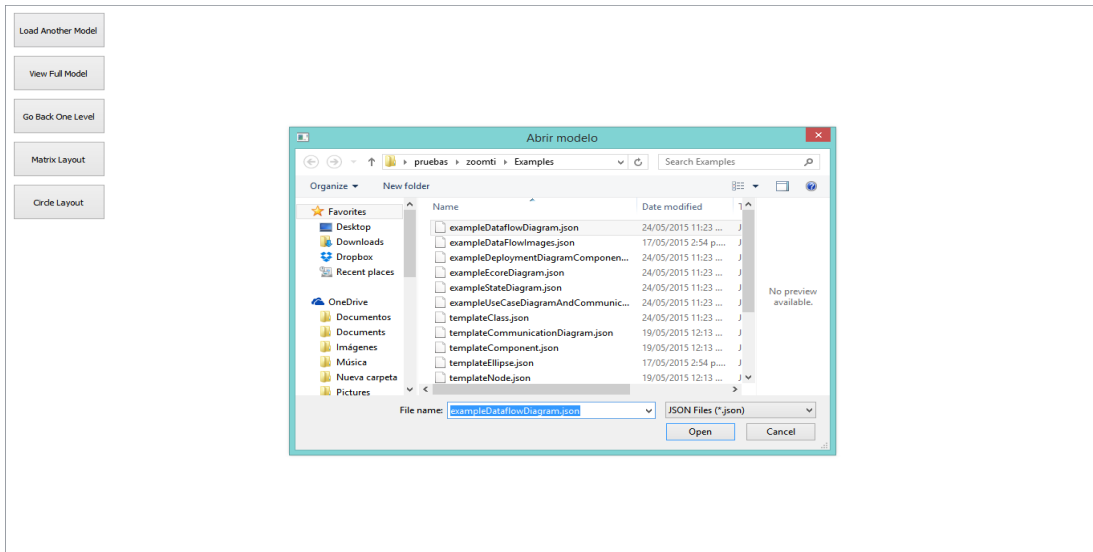 Load Another Model
View Full Model
Go Back One Level
Matrix Layout
Circle Layout
Abrir modelo
pruebas zoomti Examples
Search Examples
Organize New folder
Favorites
Desktop
Downloads
Dropbox
Recent places
OneDrive
Documentos
Documents
Imágenes
Música
Nueva carpeta
Pictures
Name Date modified
exampleDataflowDiagram.json 24/05/2015 11:23 ... J
exampleDataFlowImages.json 17/05/2015 2:54 p.... J
exampleDeploymentDiagramComponen... 24/05/2015 11:23 ... J
exampleEcoreDiagram.json 24/05/2015 11:23 ... J
exampleStateDiagram.json 24/05/2015 11:23 ... J
exampleUseCaseDiagramAndCommunic... 24/05/2015 11:23 ... J
templateClass.json 24/05/2015 11:23 ... J
templateCommunicationDiagram.json 19/05/2015 12:13 ... J
templateComponent.json 19/05/2015 12:13 ... J
templateEllipse.json 17/05/2015 2:54 p.... J
templateNode.json 19/05/2015 12:13 ... J
No preview
available.
File name: exampleDataflowDiagram.json JSON Files (*.json)
Open Cancel